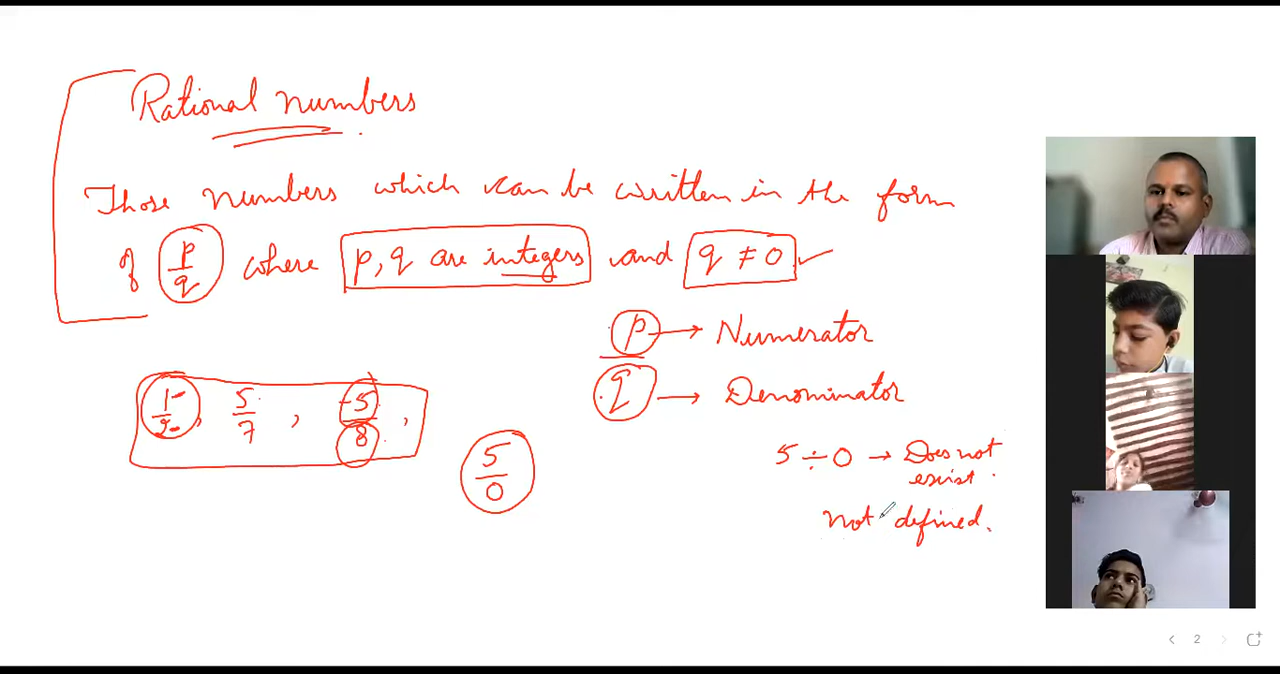 Rational numbers
Those numbers which can be written in the form
of p/q where p, q are integers and q ≠ 0 ✓
p → Numerator
q → Denominator
1/2, 5/7, -5/8,
5/0
5 ÷ 0 → Does not
exist.
not defined.
2